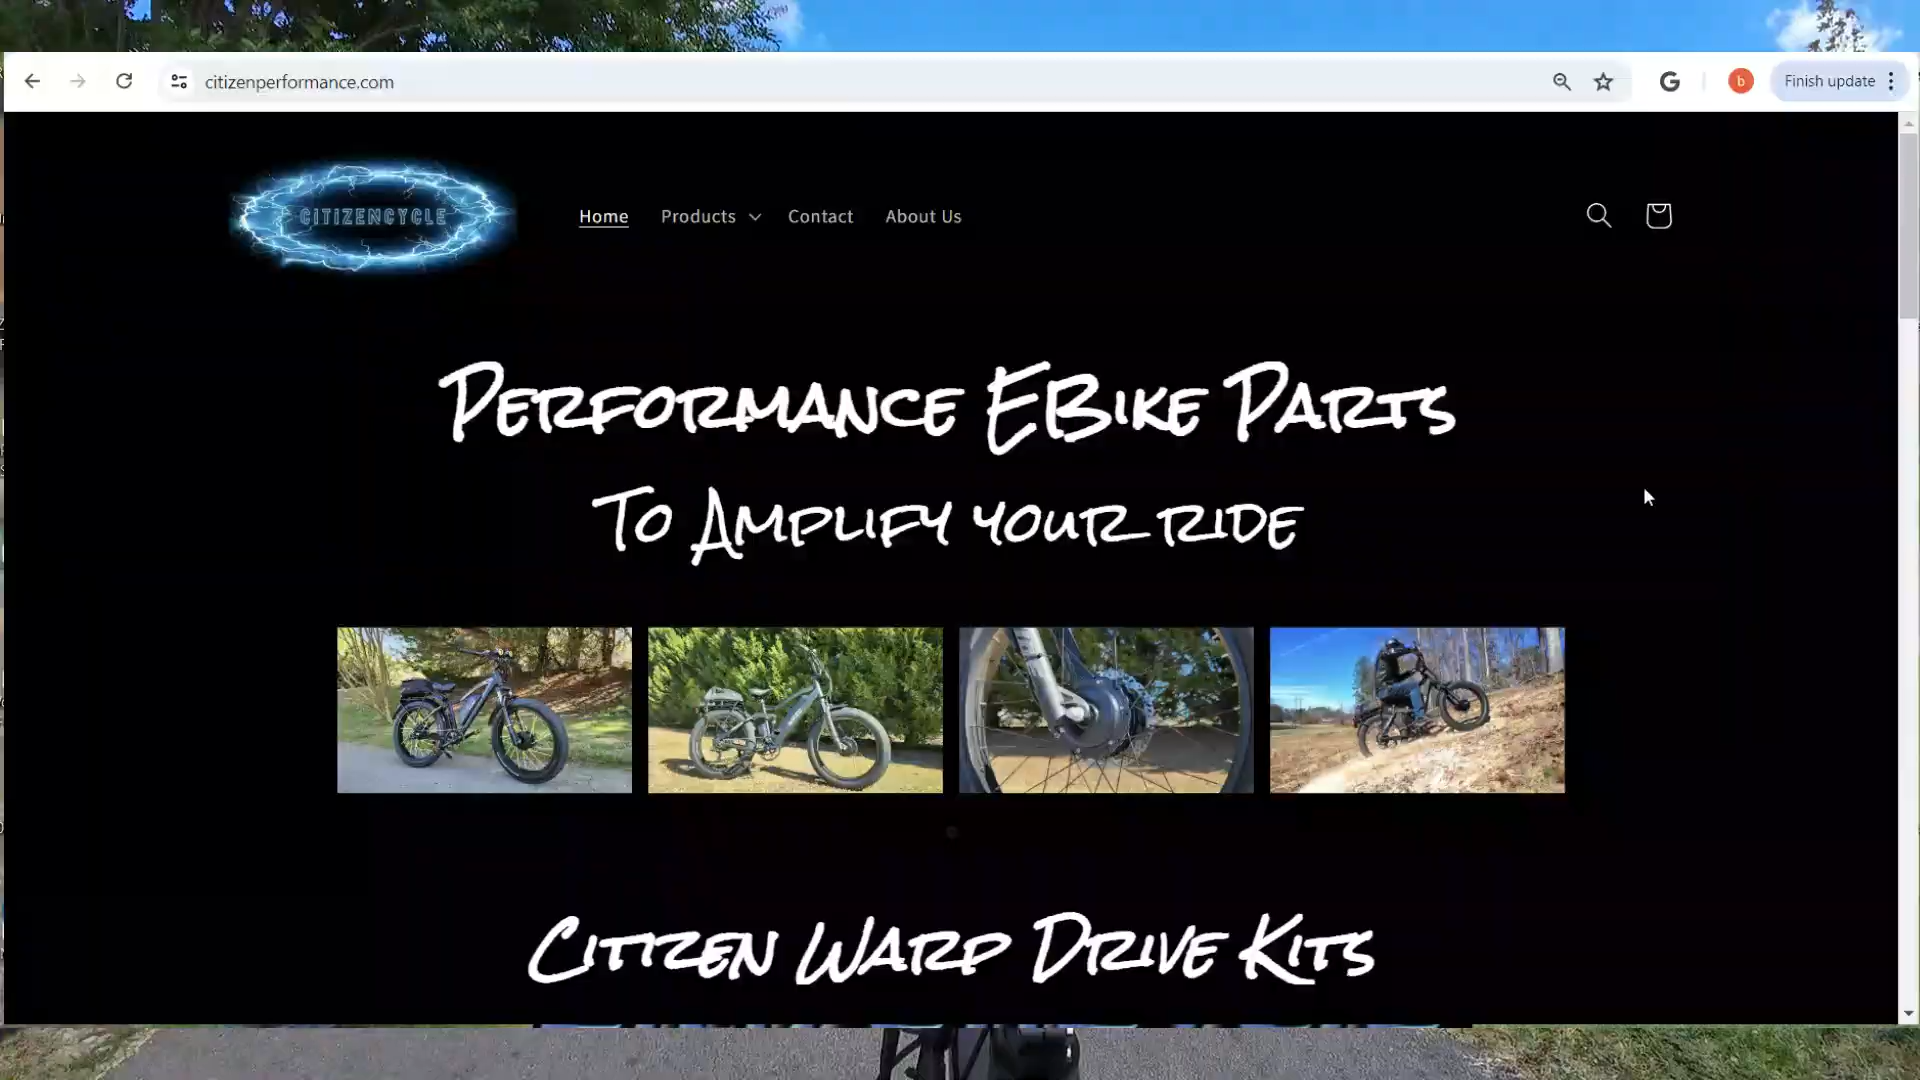 citizenperformance.com
b
Finish update
CITIZENCYCLE
Home
Products
Contact
About Us
Performance EBike Parts
To Amplify your ride
Citizen Warp Drive Kits